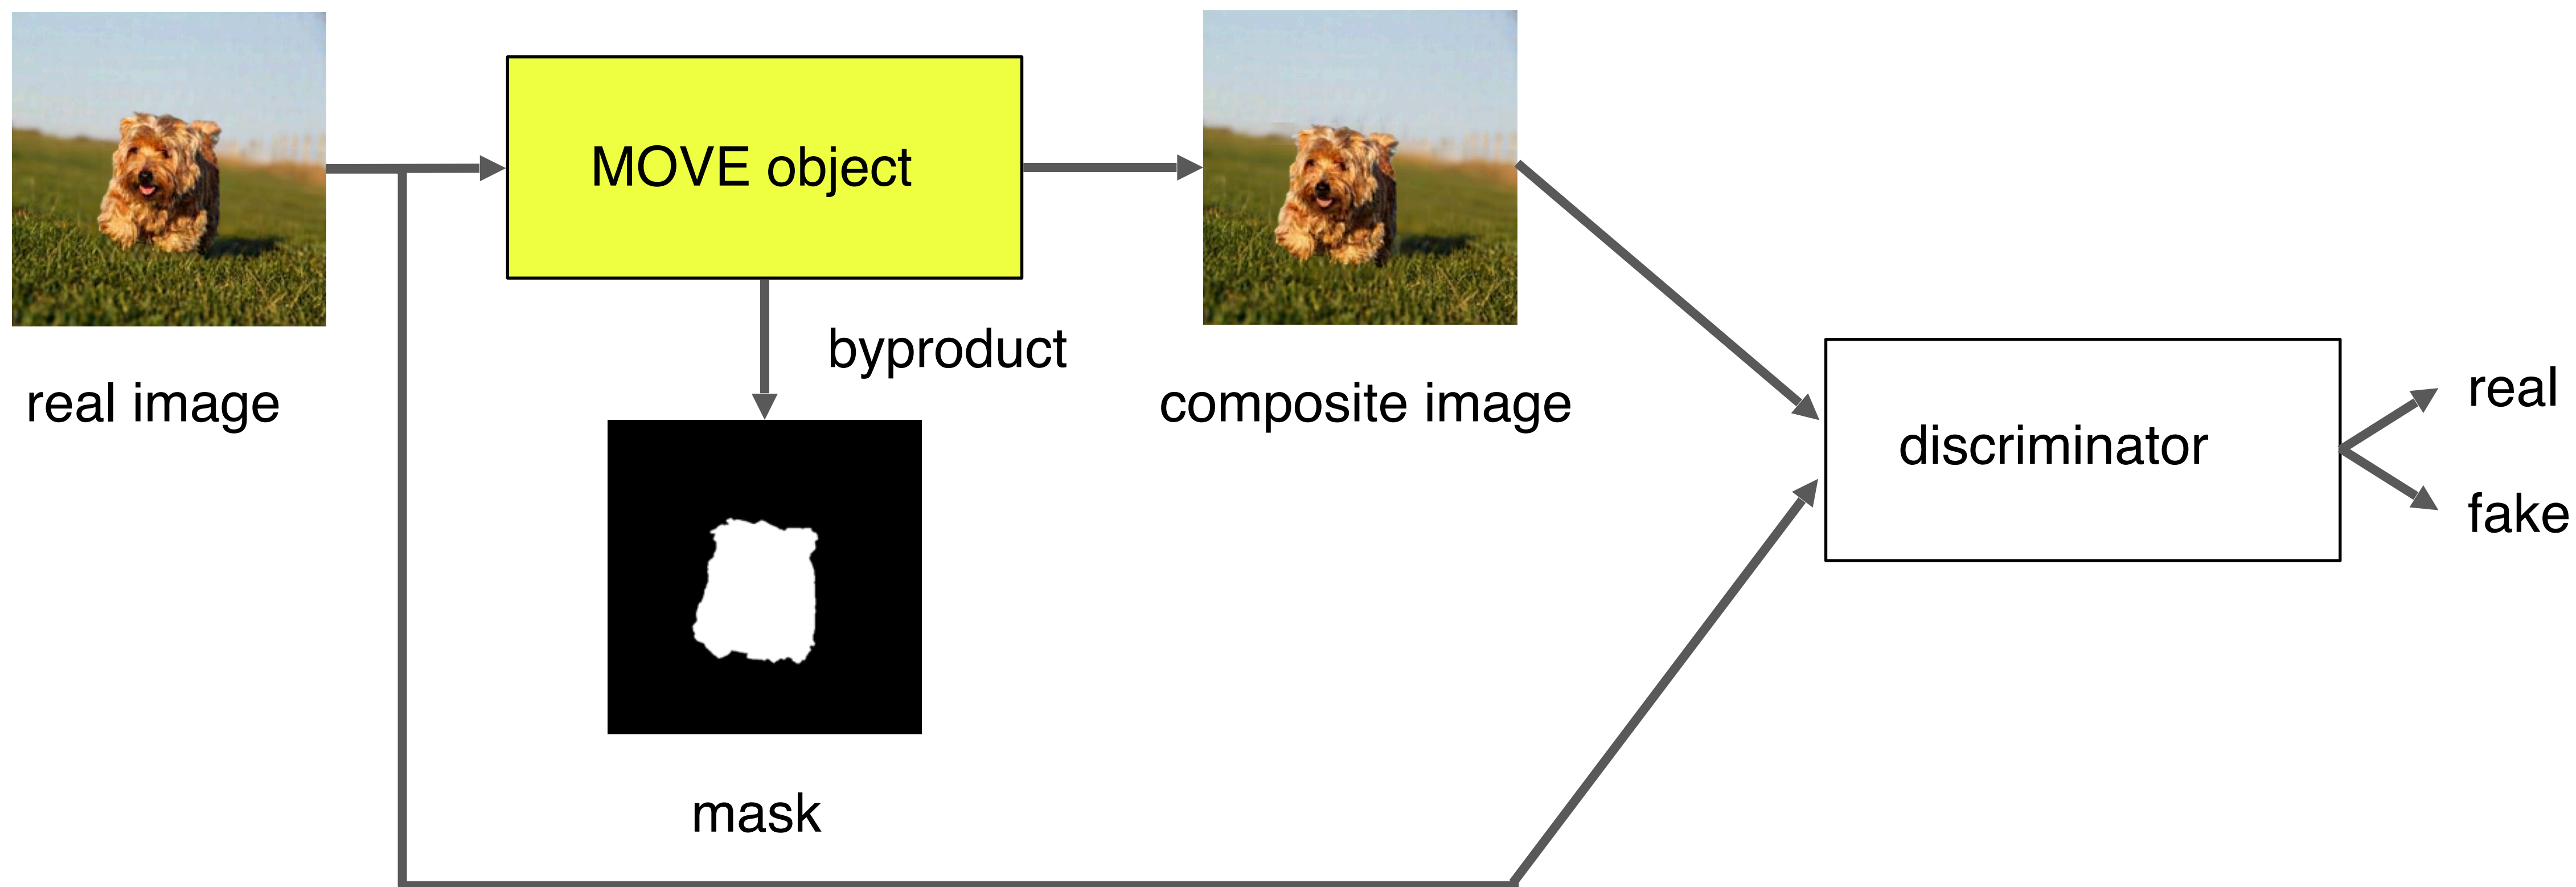 MOVE object
byproduct
real image
composite image
real
discriminator
fake
mask